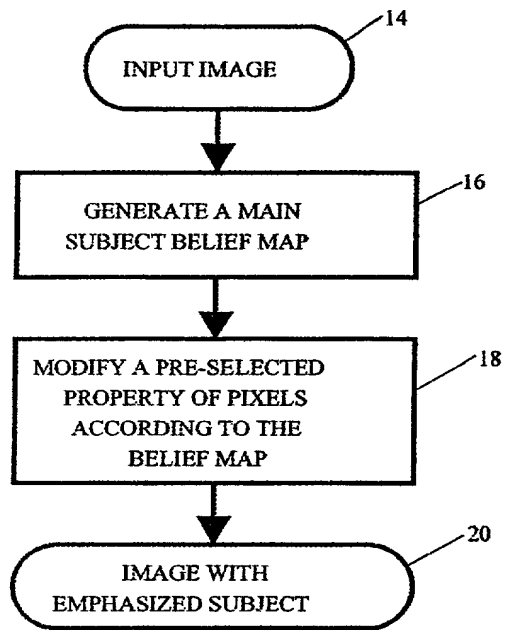 14
INPUT IMAGE
16
GENERATE A MAIN
SUBJECT BELIEF MAP
18
MODIFY A PRE-SELECTED
PROPERTY OF PIXELS
ACCORDING TO THE
BELIEF MAP
20
IMAGE WITH
EMPHASIZED SUBJECT